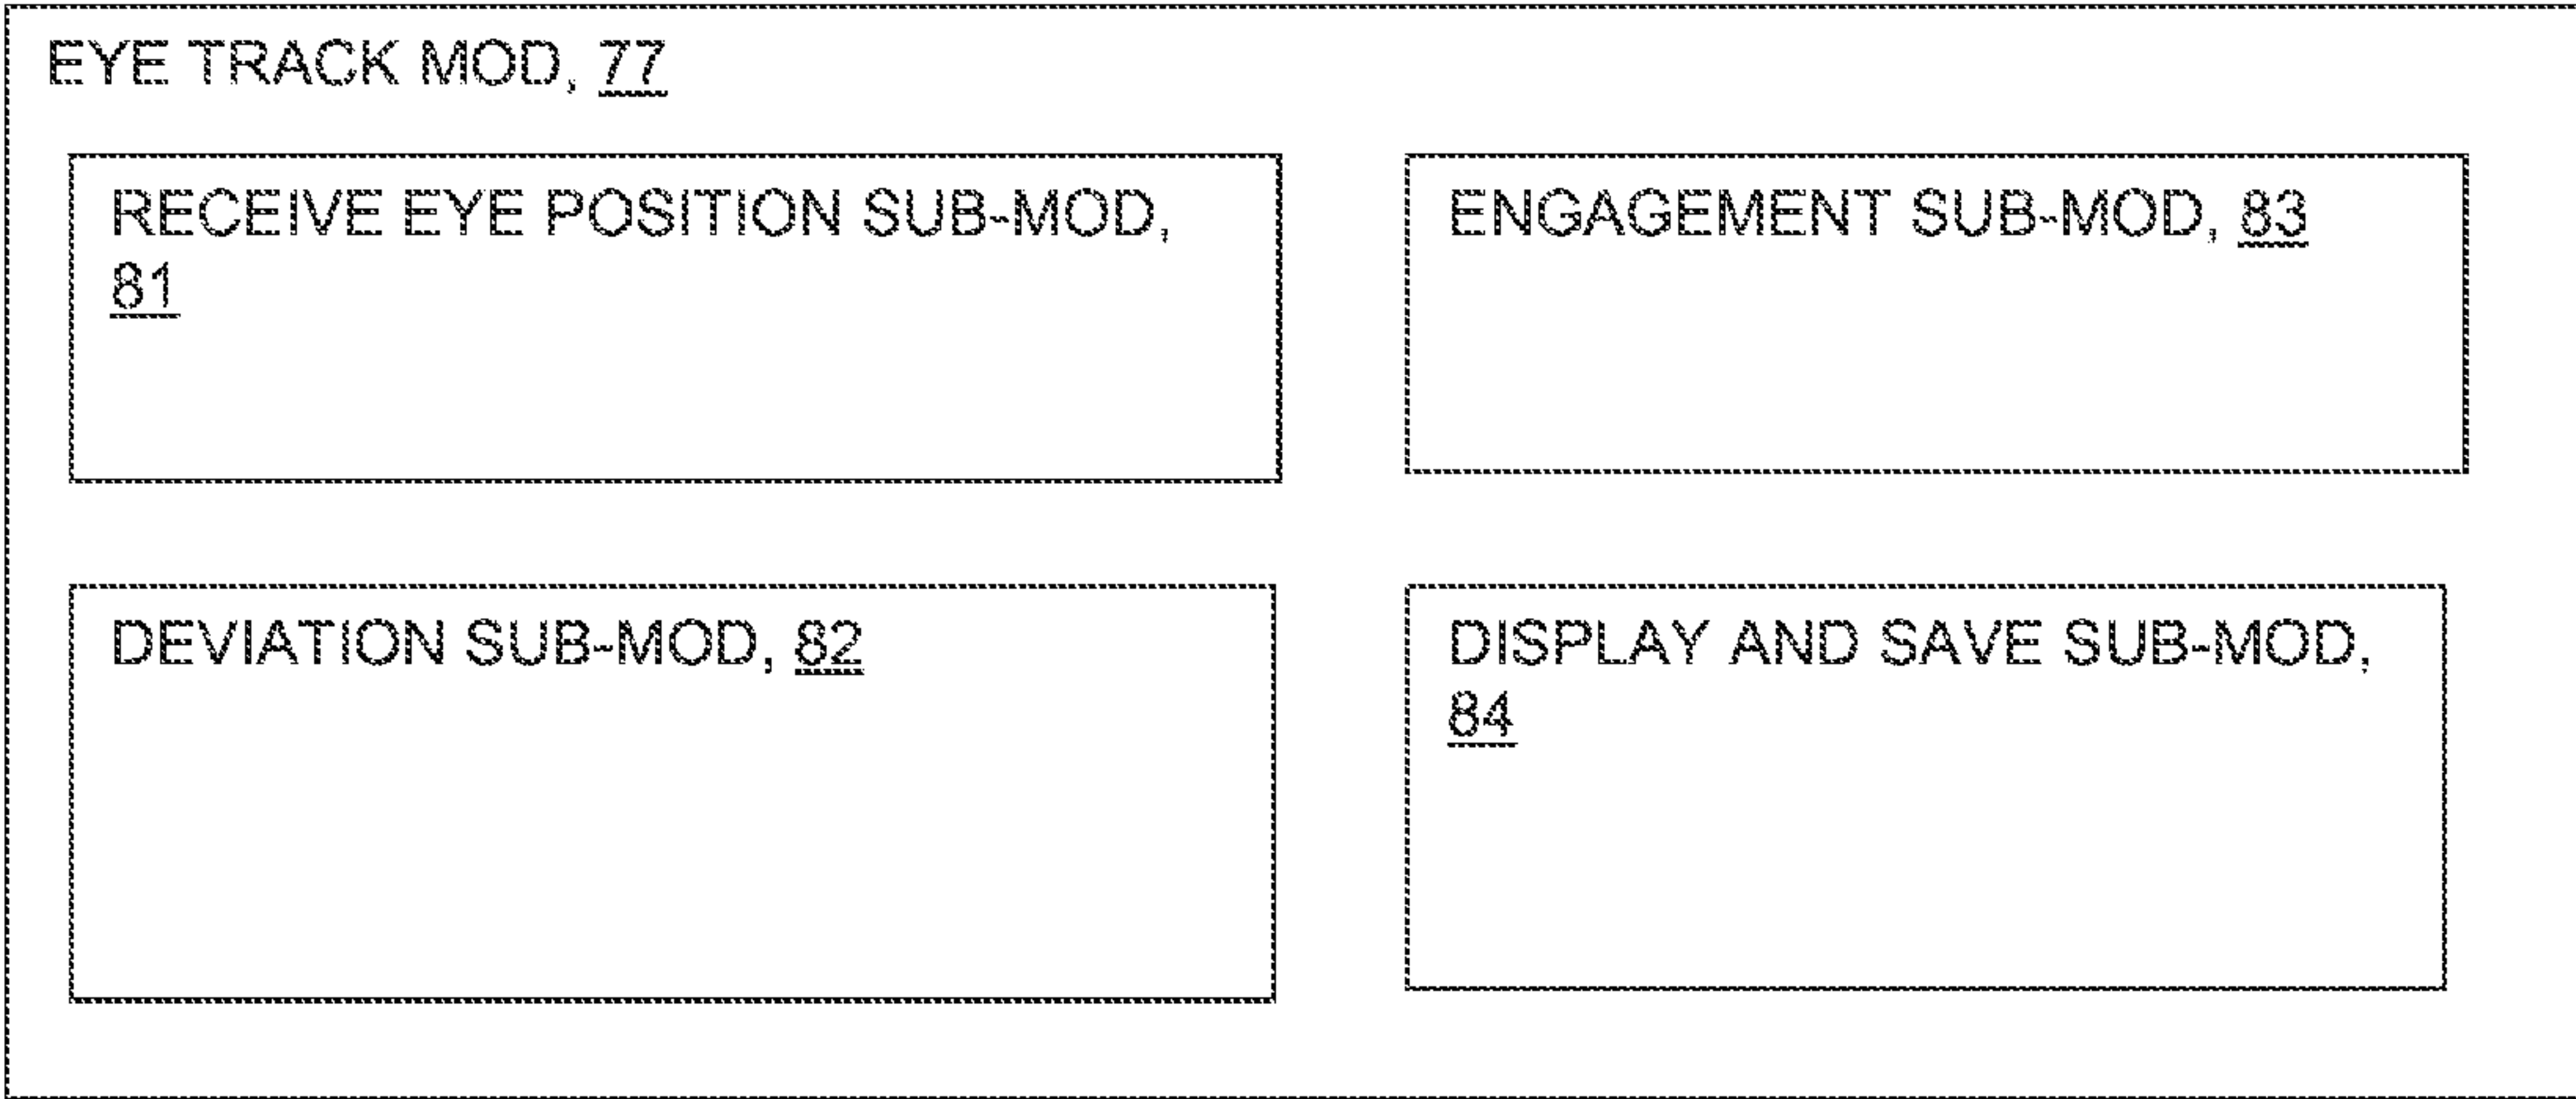 EYE TRACK MOD, 77
RECEIVE EYE POSITION SUB-MOD,
81
ENGAGEMENT SUB-MOD, 83
DEVIATION SUB-MOD, 82
DISPLAY AND SAVE SUB-MOD,
84